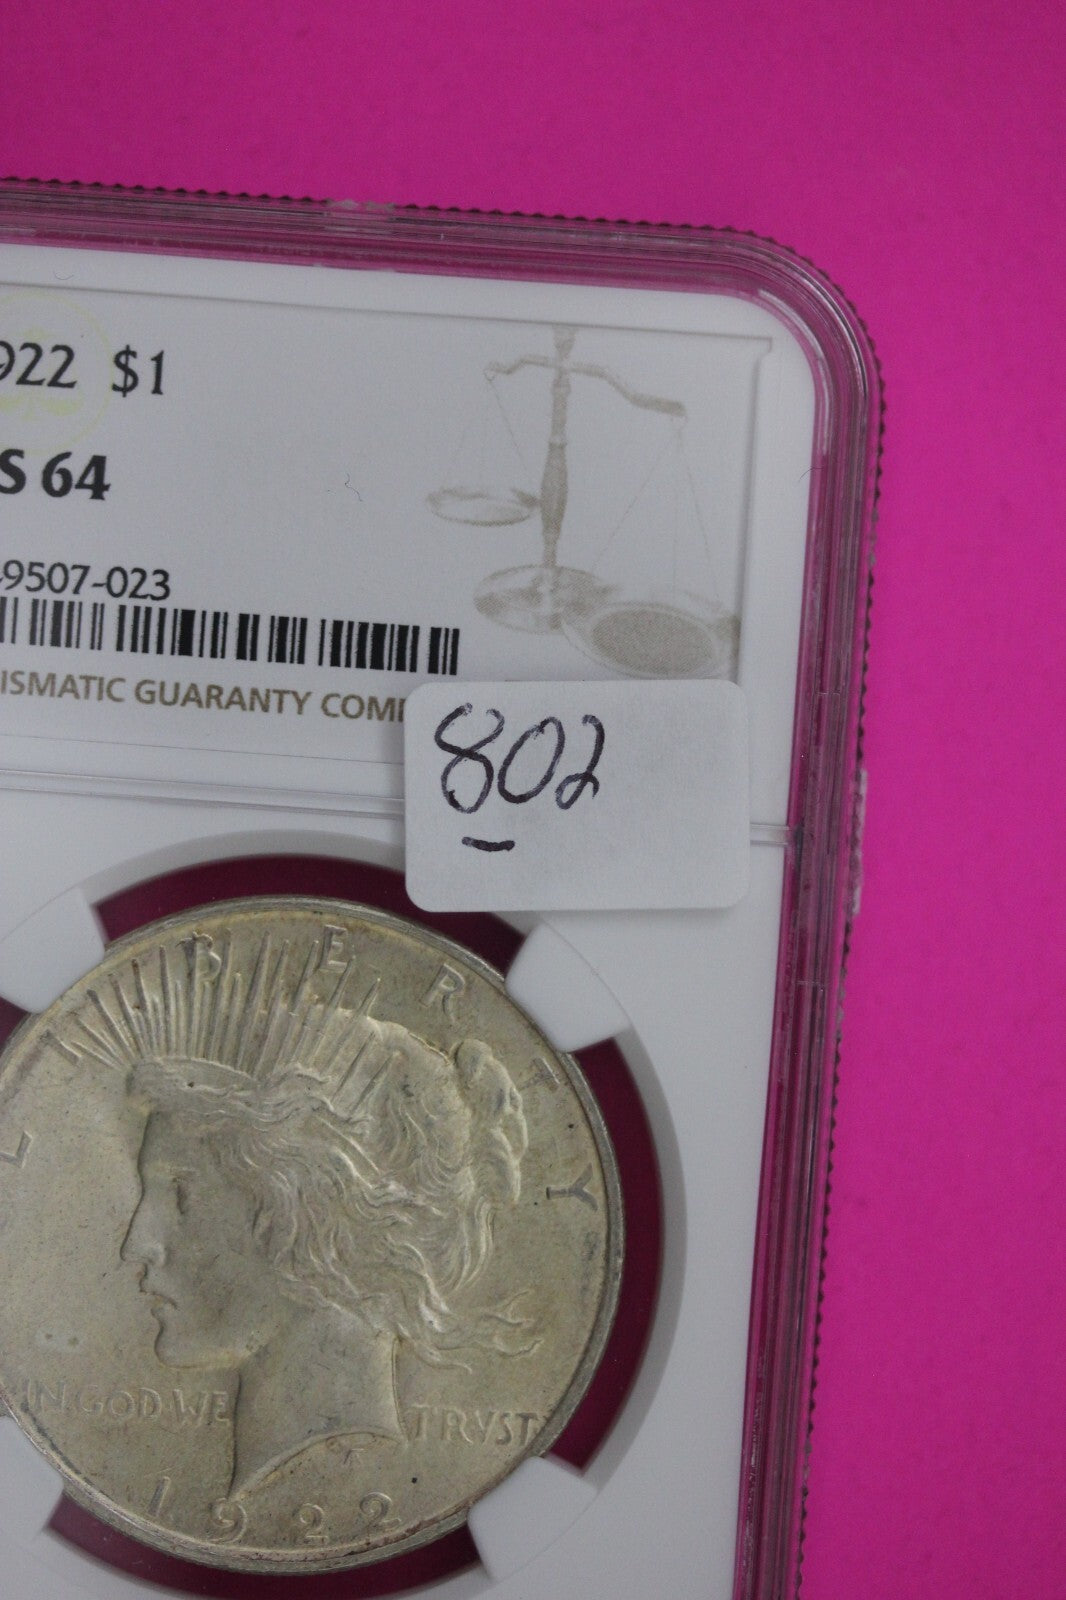 922 $1
S 64
9507-023
ISMATIC GUARANTY COM
802
LIBERTY
IN GOD WE TRVST
1922